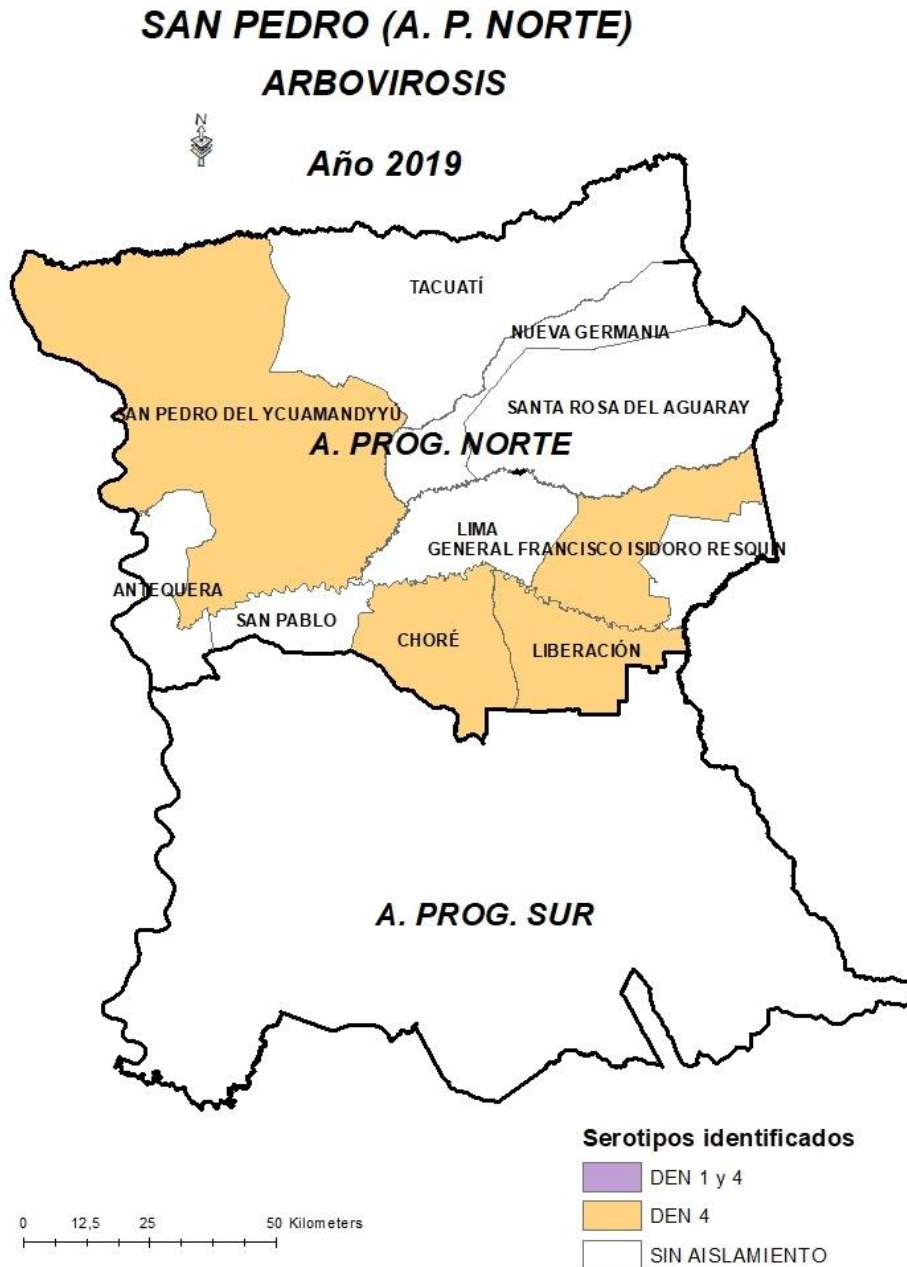 SAN PEDRO (A. P. NORTE)
ARBOVIROSIS
N
Año 2019
TACUATÍ
NUEVA GERMANIA
SAN PEDRO DEL YCUAMANDYYÚ
SANTA ROSA DEL AGUARAY
A. PROG. NORTE
LIMA
GENERAL FRANCISCO ISIDORO RESQUIN
ANTEQUERA
SAN PABLO
CHORÉ
LIBERACIÓN
A. PROG. SUR
Serotipos identificados
DEN 1 y 4
DEN 4
SIN AISLAMIENTO
0 12,5 25 50 Kilometers